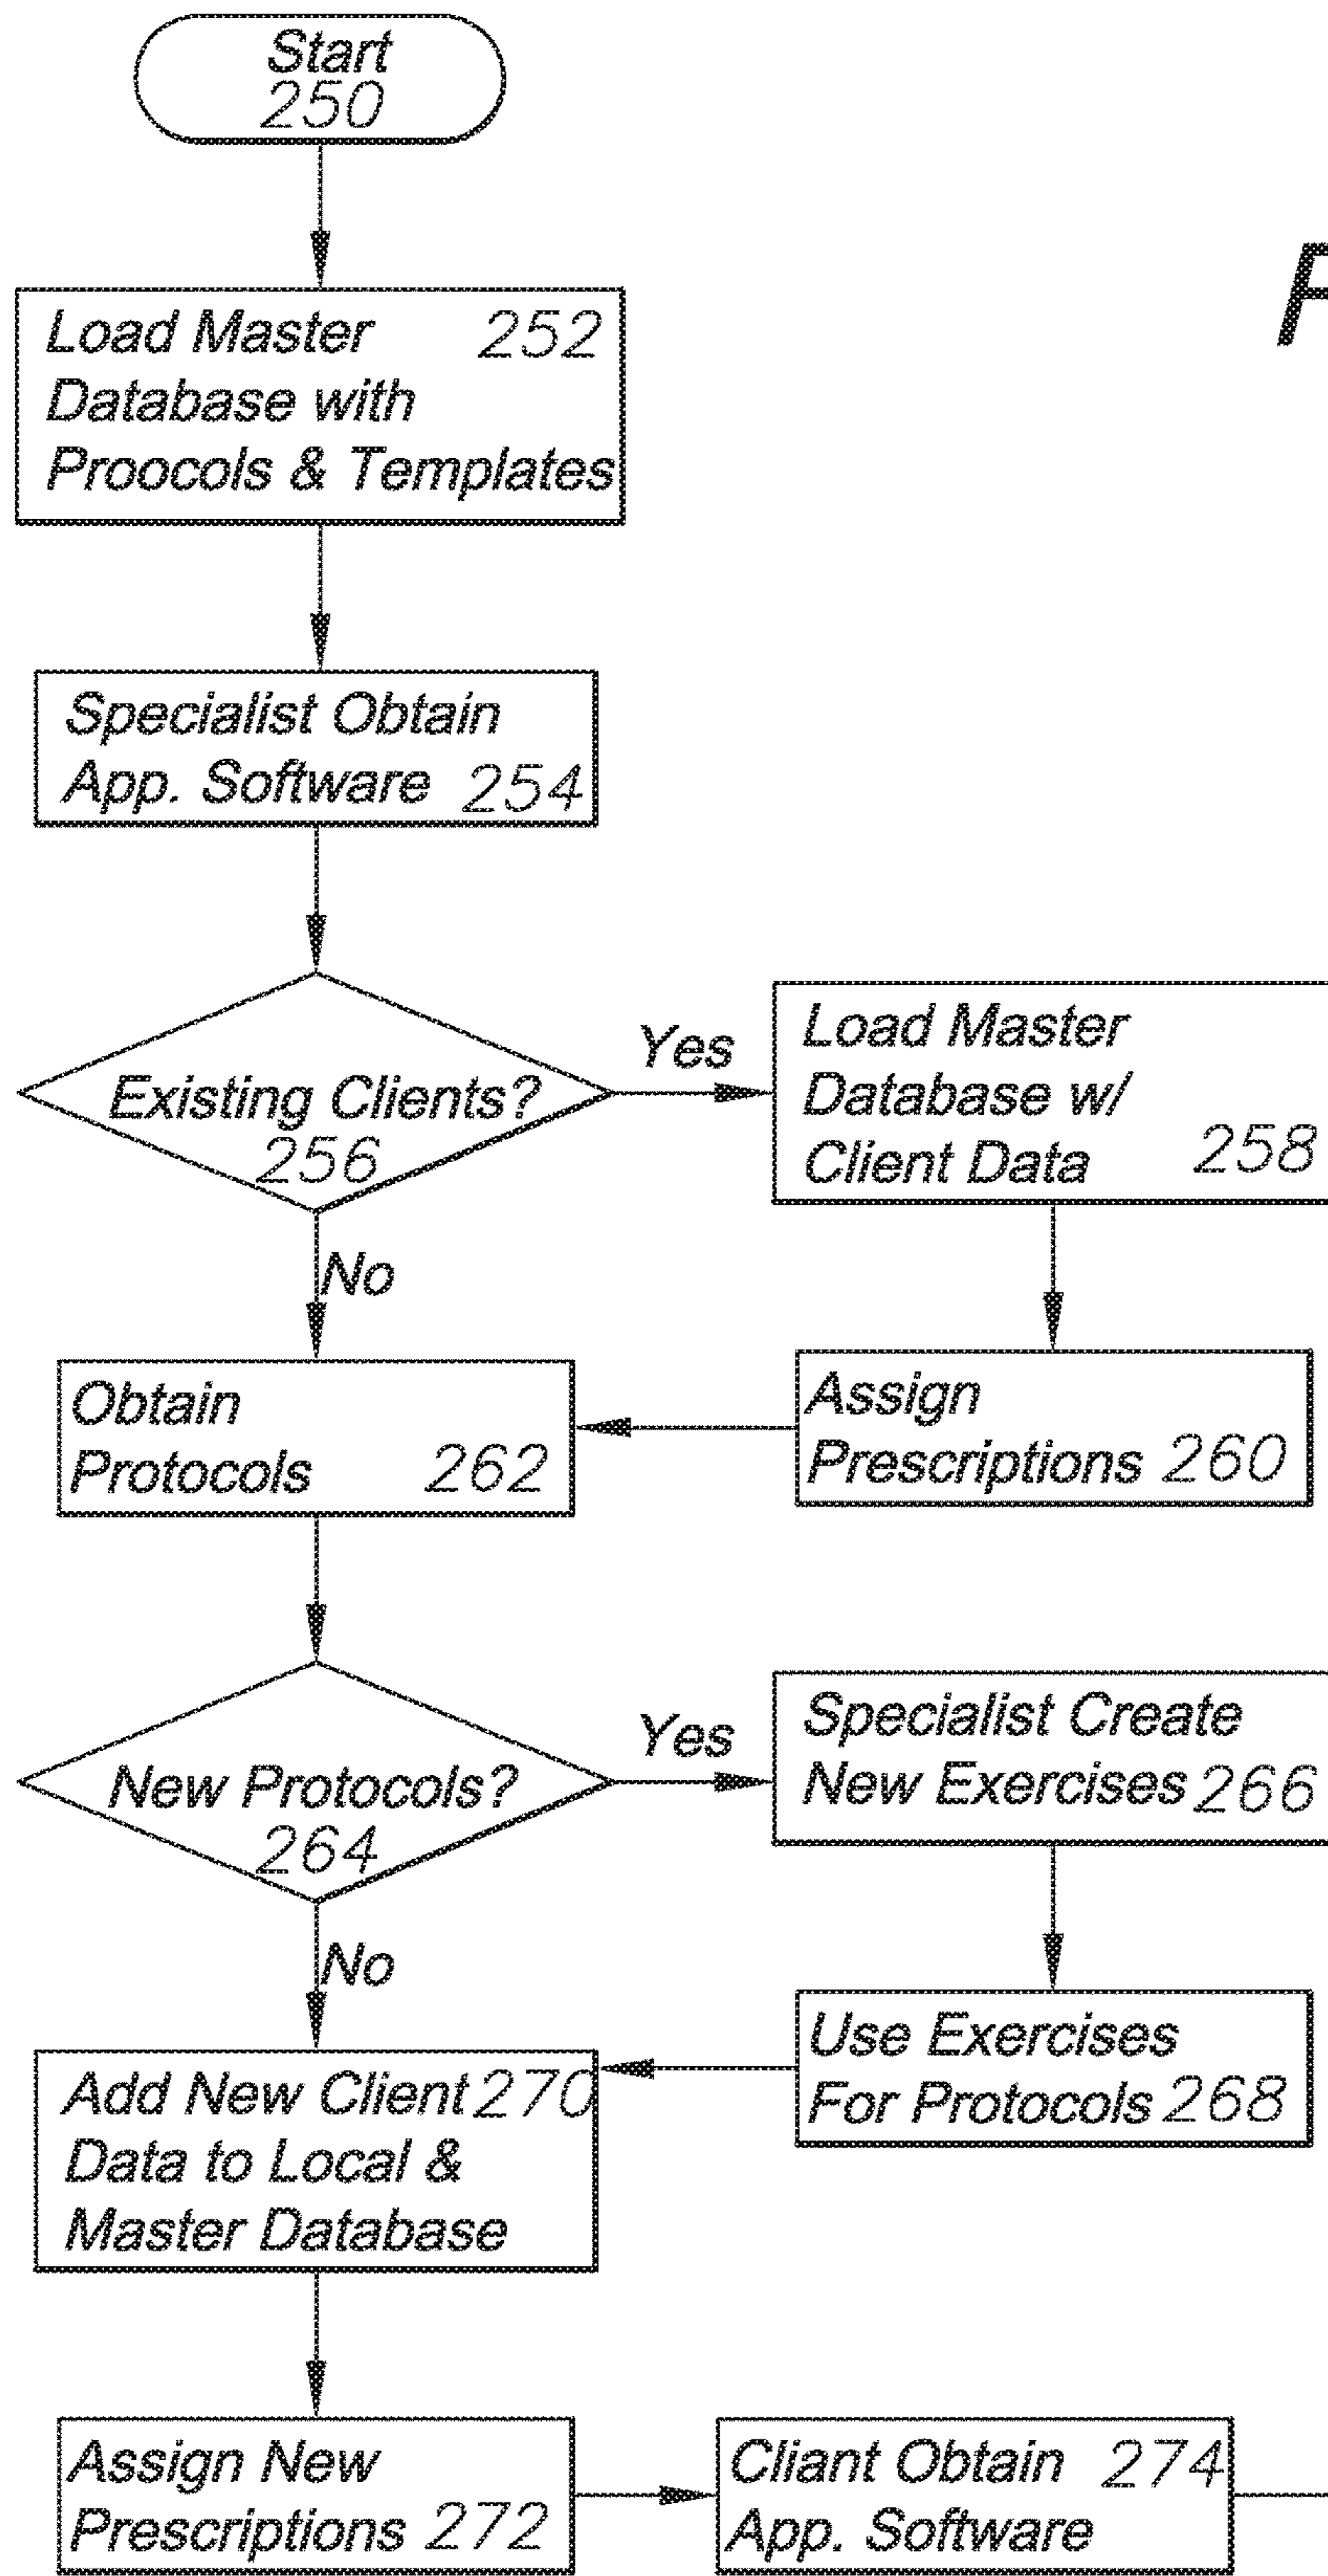 Start
250
F
Load Master 252
Database with
Proocols & Templates
Specialist Obtain
App. Software 254
Existing Clients?
256
Yes
Load Master
Database w/
Client Data 258
No
Obtain
Protocols 262
Assign
Prescriptions 260
New Protocols?
264
Yes
Specialist Create
New Exercises 266
No
Use Exercises
For Protocols 268
Add New Client 270
Data to Local &
Master Database
Assign New
Prescriptions 272
Cliant Obtain 274
App. Software